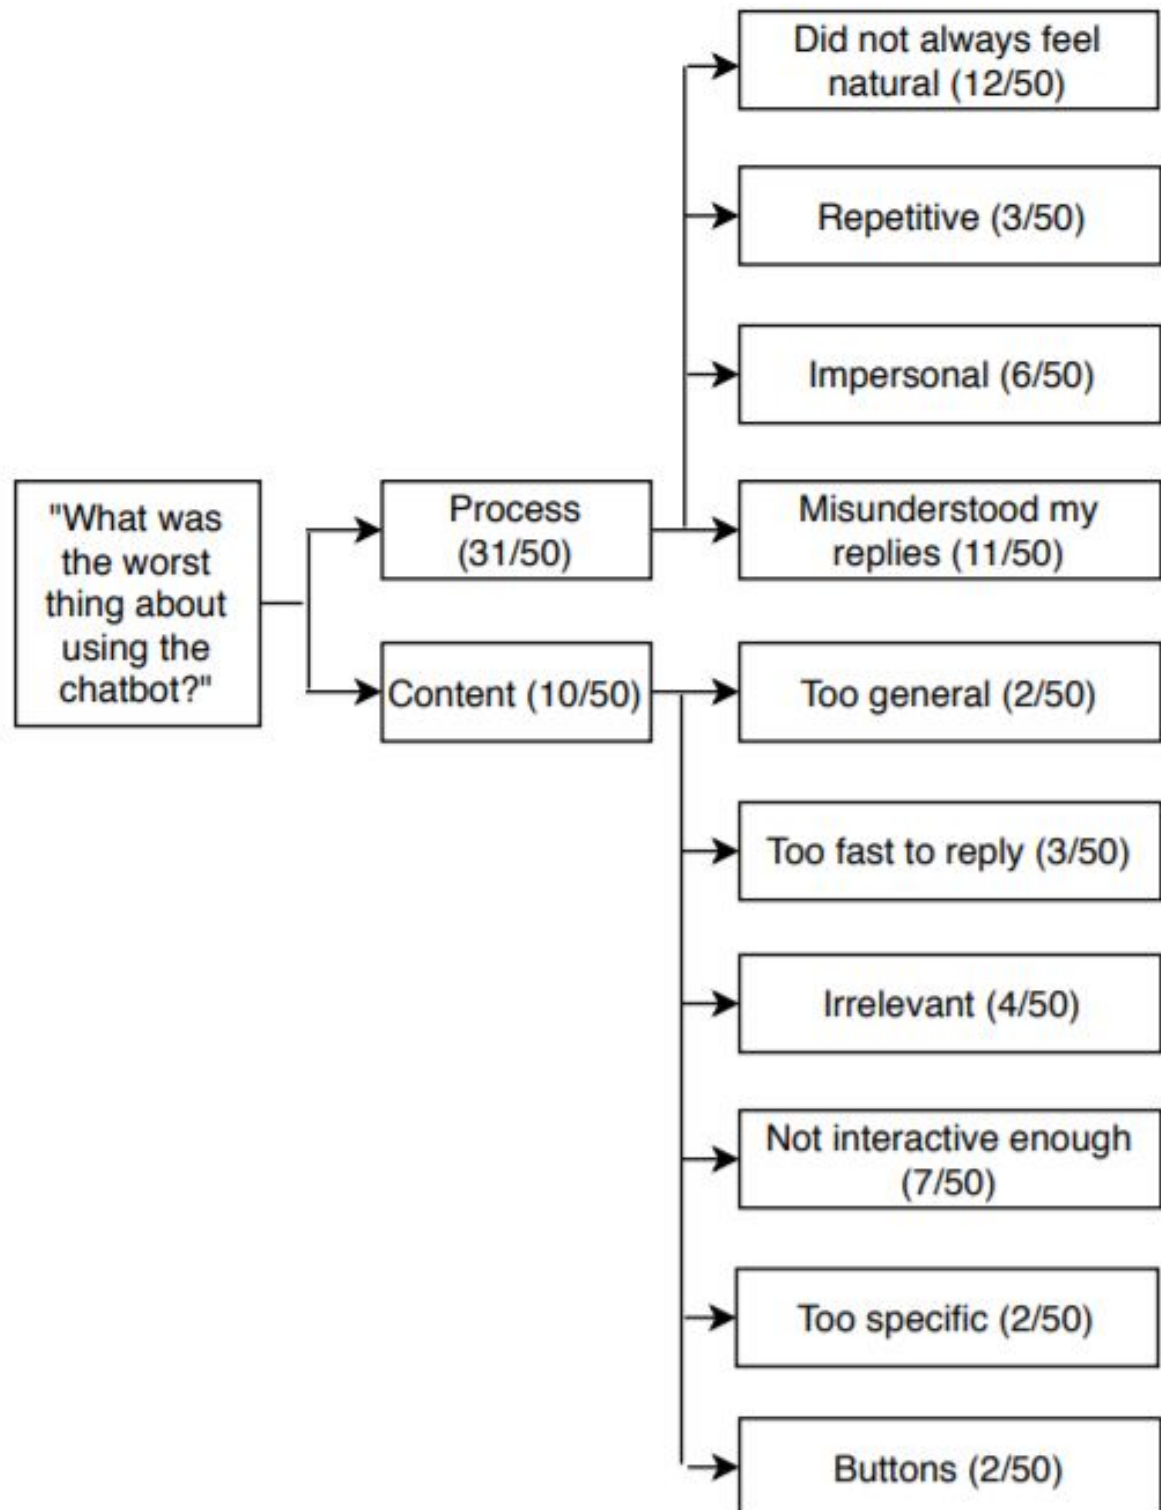 "What was
the worst
thing about
using the
chatbot?"
Process
(31/50)
Content (10/50)
Did not always feel
natural (12/50)
Repetitive (3/50)
Impersonal (6/50)
Misunderstood my
replies (11/50)
Too general (2/50)
Too fast to reply (3/50)
Irrelevant (4/50)
Not interactive enough
(7/50)
Too specific (2/50)
Buttons (2/50)